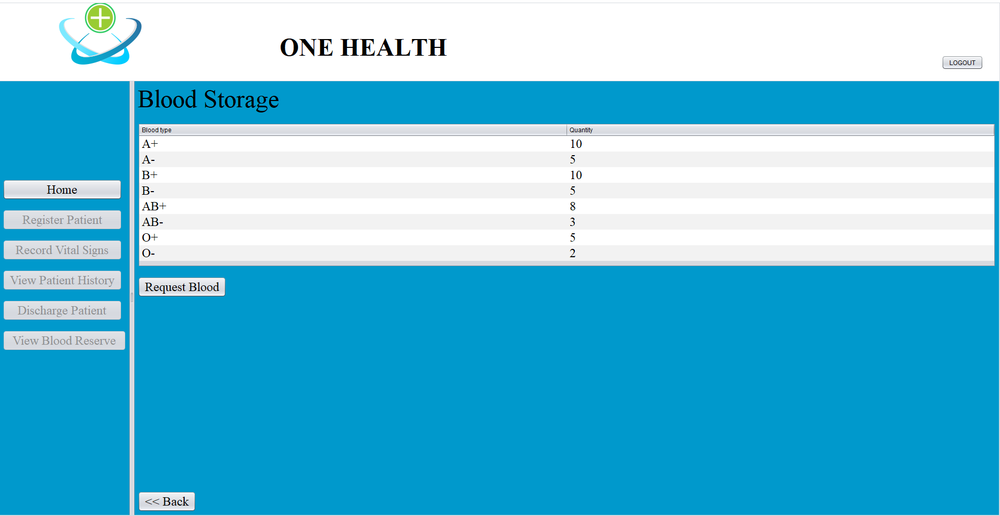 ONE HEALTH
LOGOUT
Blood Storage
Blood type Quantity
A+ 10
A- 5
B+ 10
B- 5
AB+ 8
AB- 3
O+ 5
O- 2
Home
Register Patient
Record Vital Signs
View Patient History
Discharge Patient
View Blood Reserve
Request Blood
<< Back